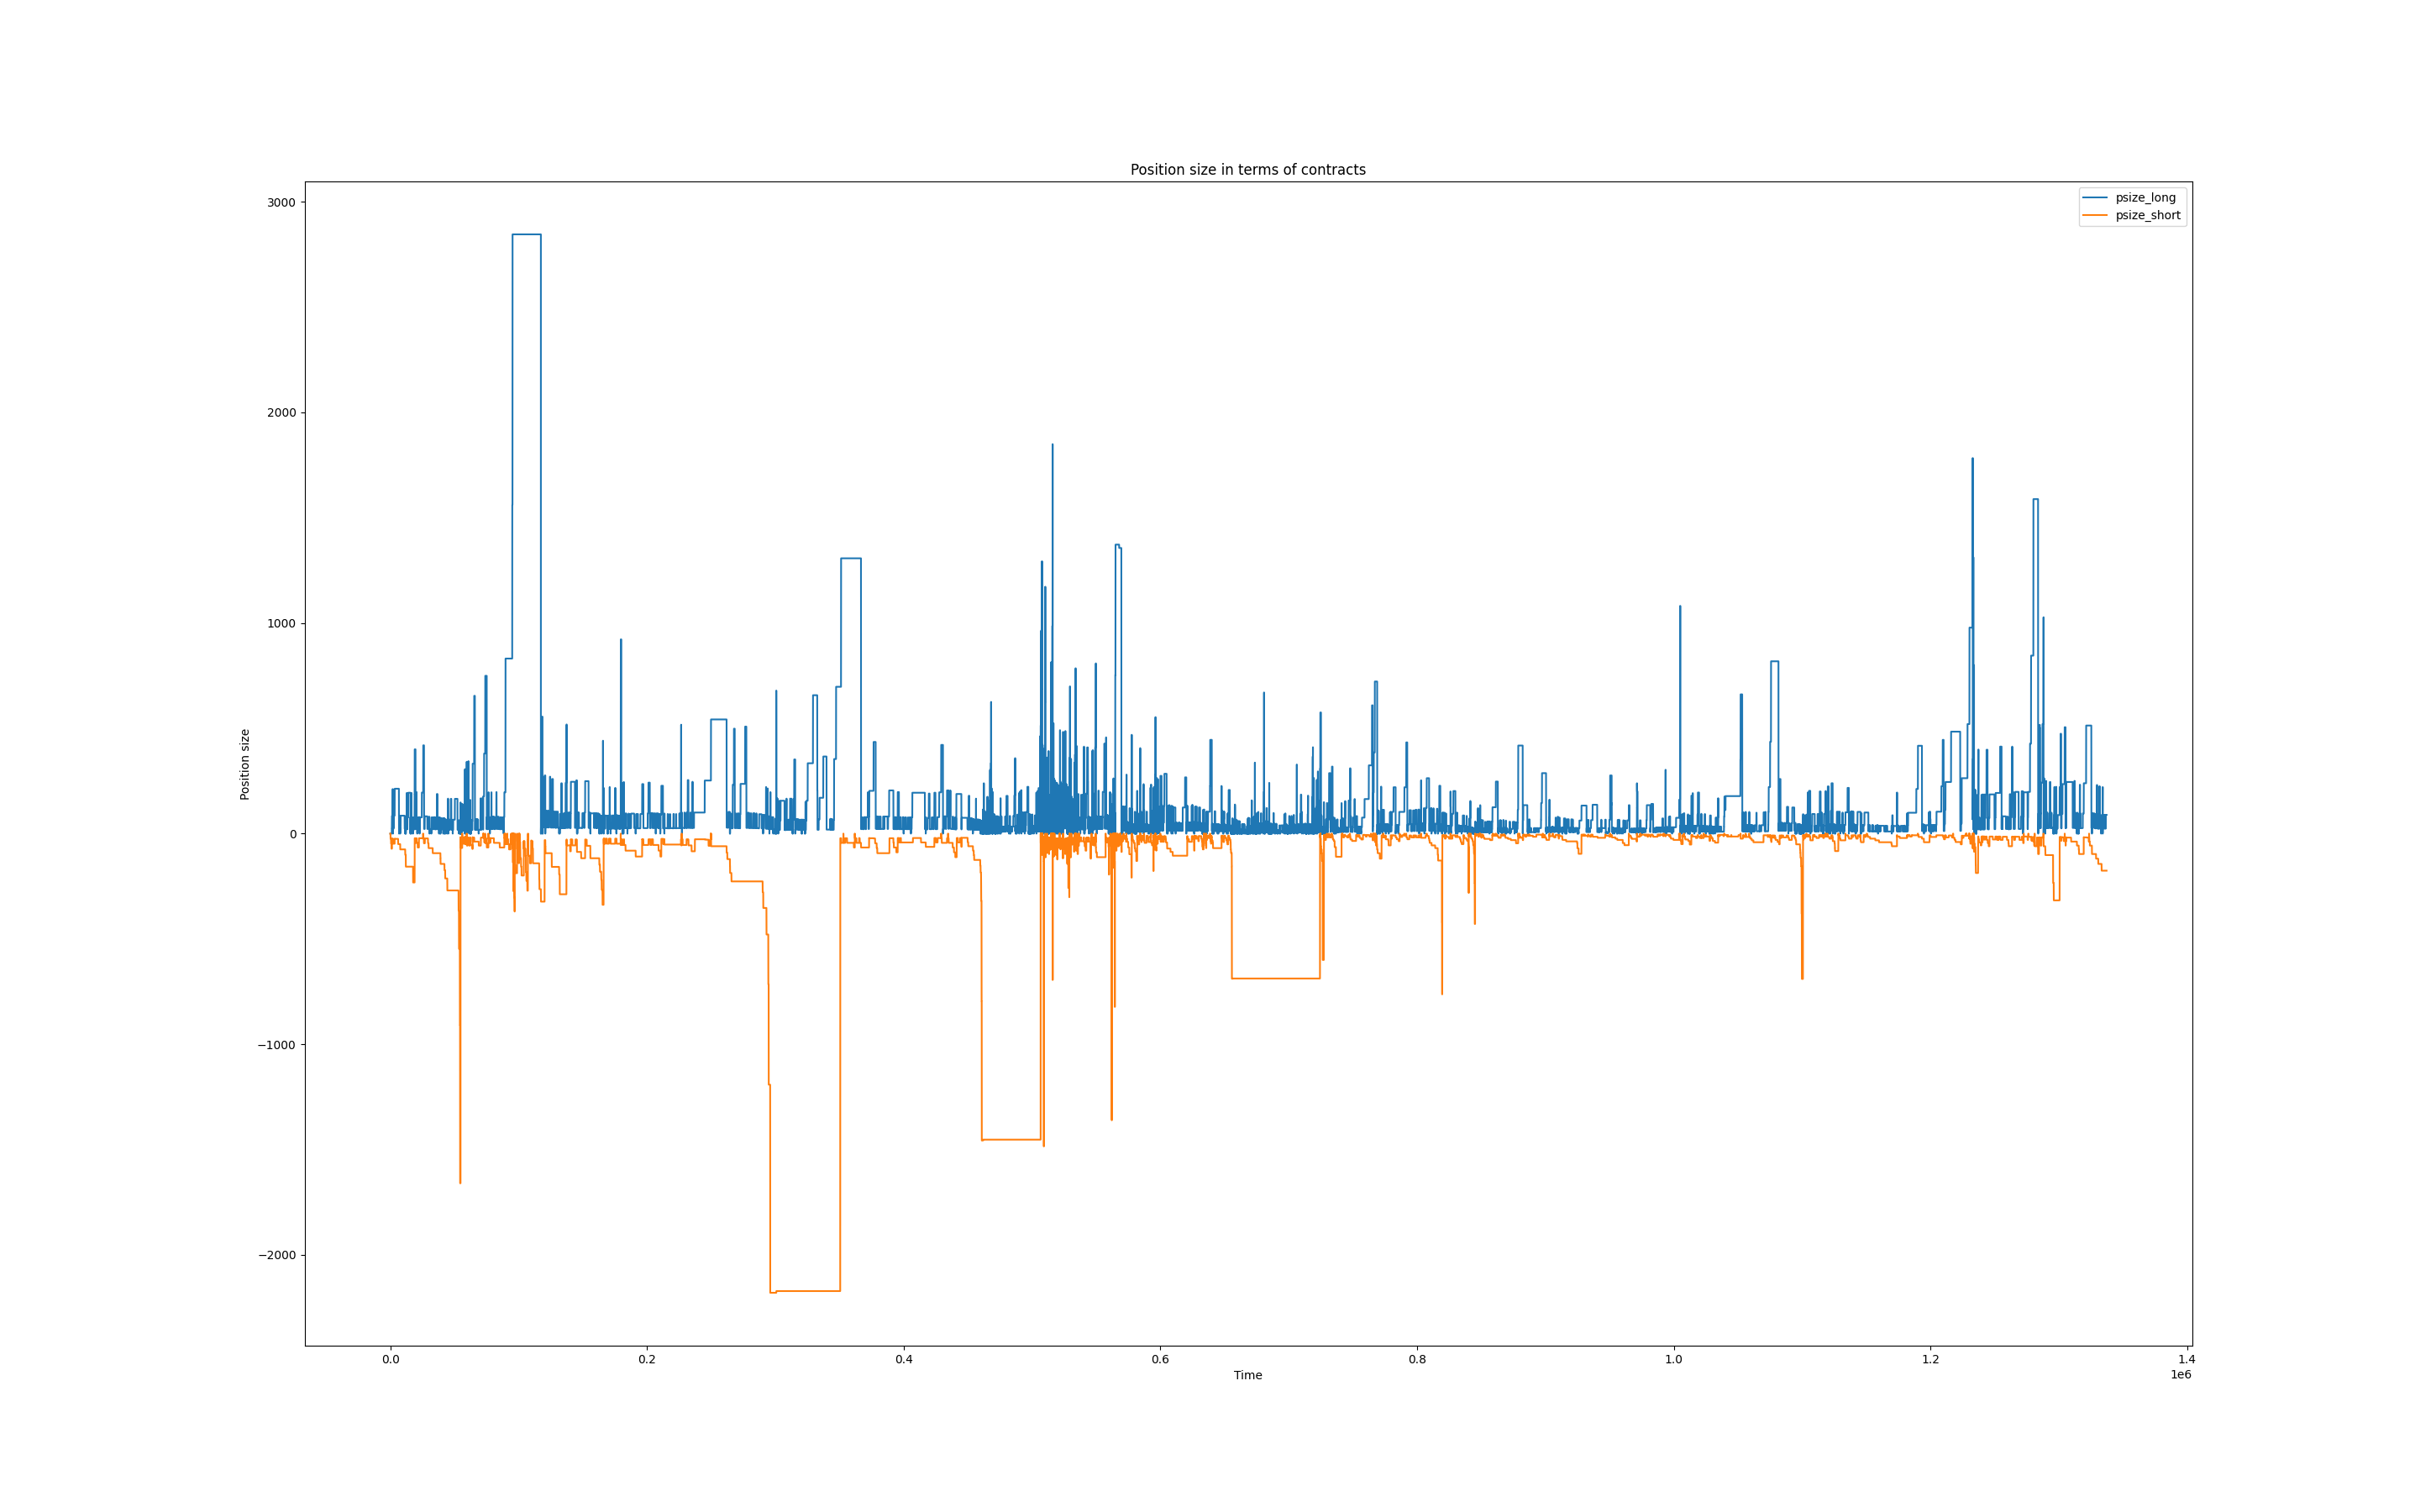 Position size in terms of contracts
psize_long
psize_short
3000
2000
1000
0
−1000
−2000
Position size
0.0 0.2 0.4 0.6 0.8 1.0 1.2 1.4
1e6
Time